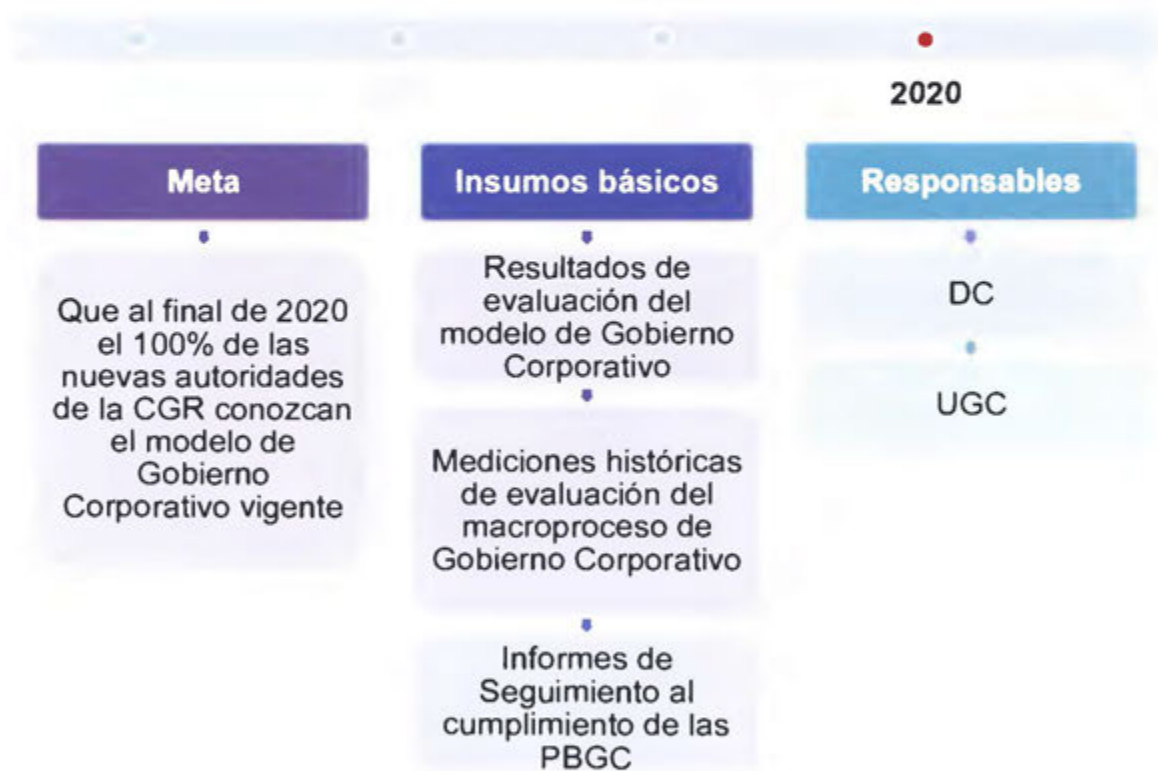 2020
Meta
Que al final de 2020
el 100% de las
nuevas autoridades
de la CGR conozcan
el modelo de
Gobierno
Corporativo vigente
Insumos básicos
Resultados de
evaluación del
modelo de Gobierno
Corporativo
Mediciones históricas
de evaluación del
macroproceso de
Gobierno Corporativo
Informes de
Seguimiento al
cumplimiento de las
PBGC
Responsables
DC
UGC